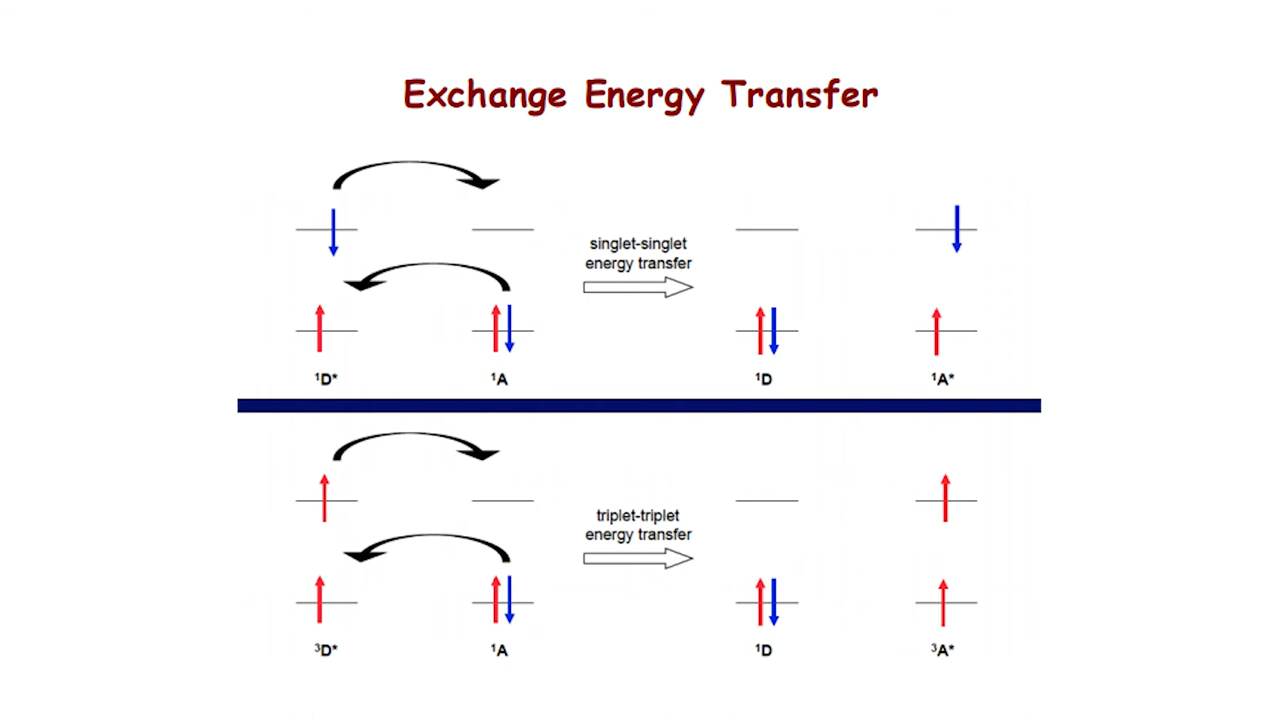 Exchange Energy Transfer
singlet-singlet
energy transfer
¹D*
¹A
¹D
¹A*
triplet-triplet
energy transfer
³D*
¹A
¹D
³A*